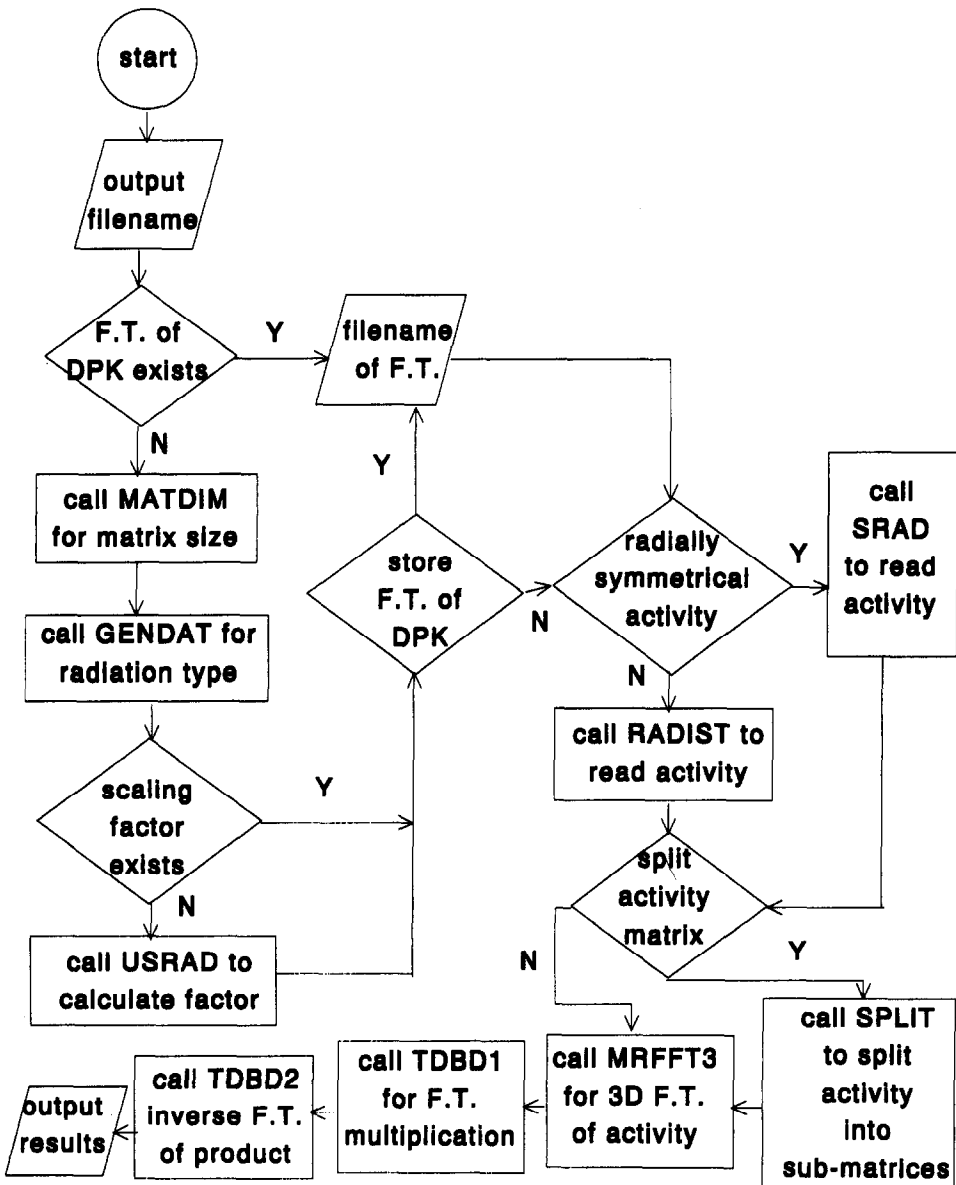 start
output
filename
F.T. of
DPK exists
Y
N
filename
of F.T.
call MATDIM
for matrix size
call GENDAT for
radiation type
scaling
factor
exists
Y
N
call USRAD to
calculate factor
Y
store
F.T. of
DPK
N
radially
symmetrical
activity
Y
N
call
SRAD
to read
activity
call RADIST to
read activity
split
activity
matrix
N
Y
call SPLIT
to split
activity
into
sub-matrices
call MRFFT3
for 3D F.T.
of activity
call TDBD1
for F.T.
multiplication
call TDBD2
inverse F.T.
of product
output
results